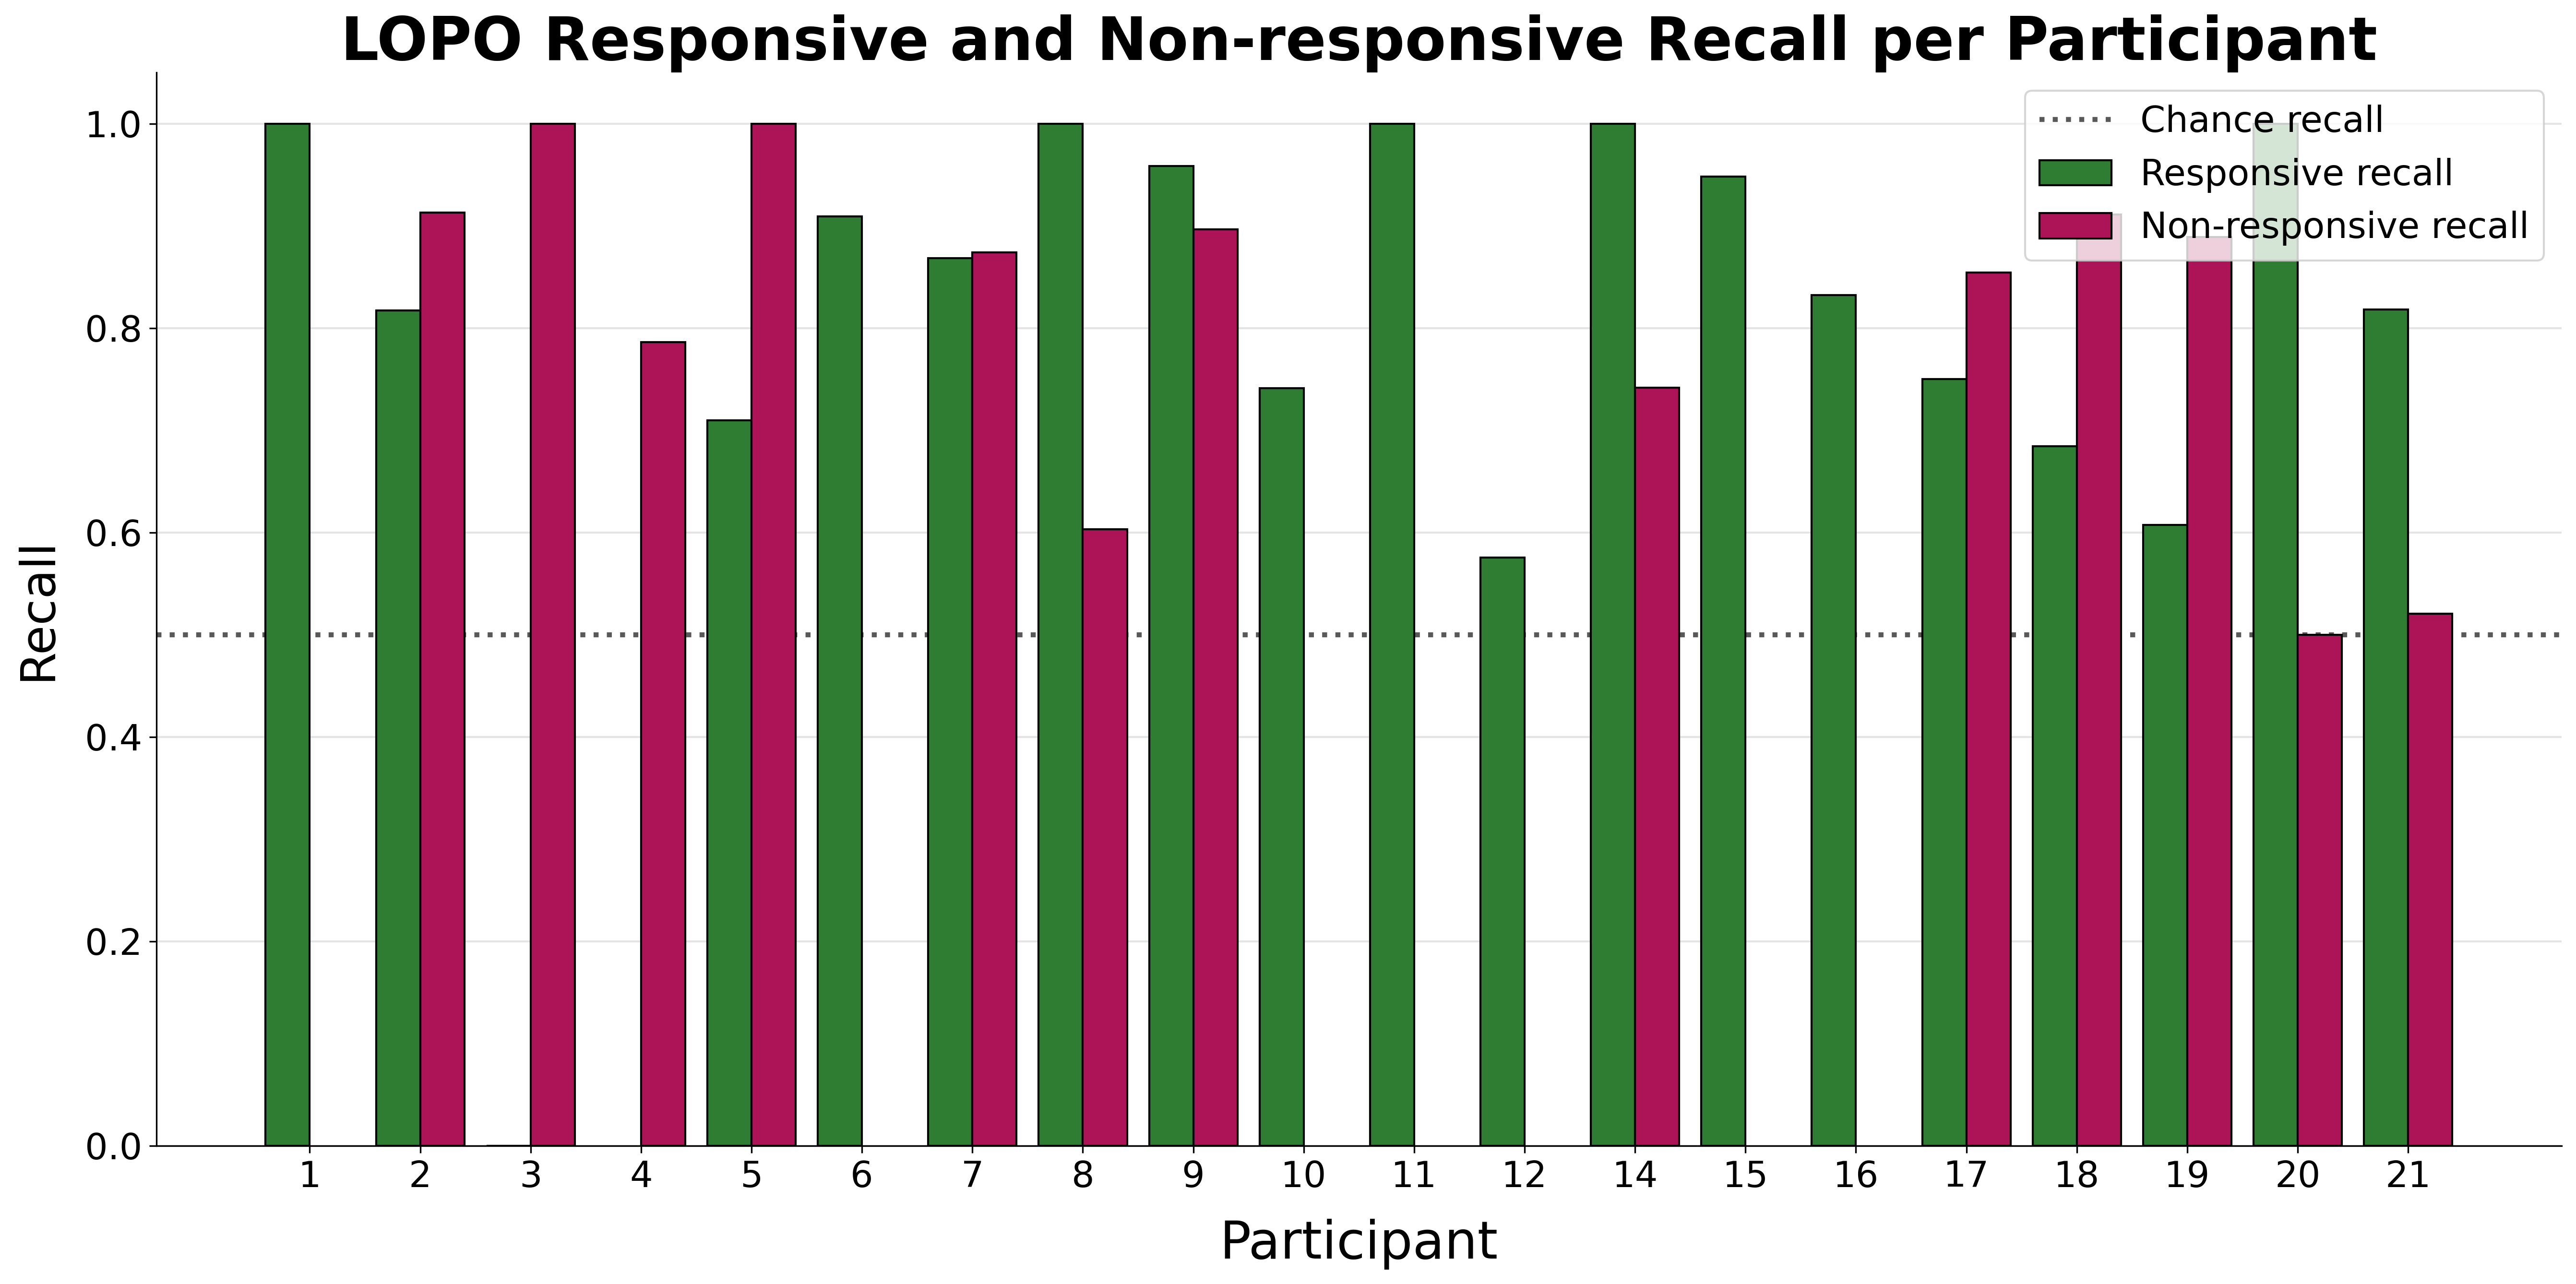 LOPO Responsive and Non-responsive Recall per Participant
Chance recall
Responsive recall
Non-responsive recall
1.0
0.8
0.6
0.4
0.2
0.0
Recall
1 2 3 4 5 6 7 8 9 10 11 12 14 15 16 17 18 19 20 21
Participant